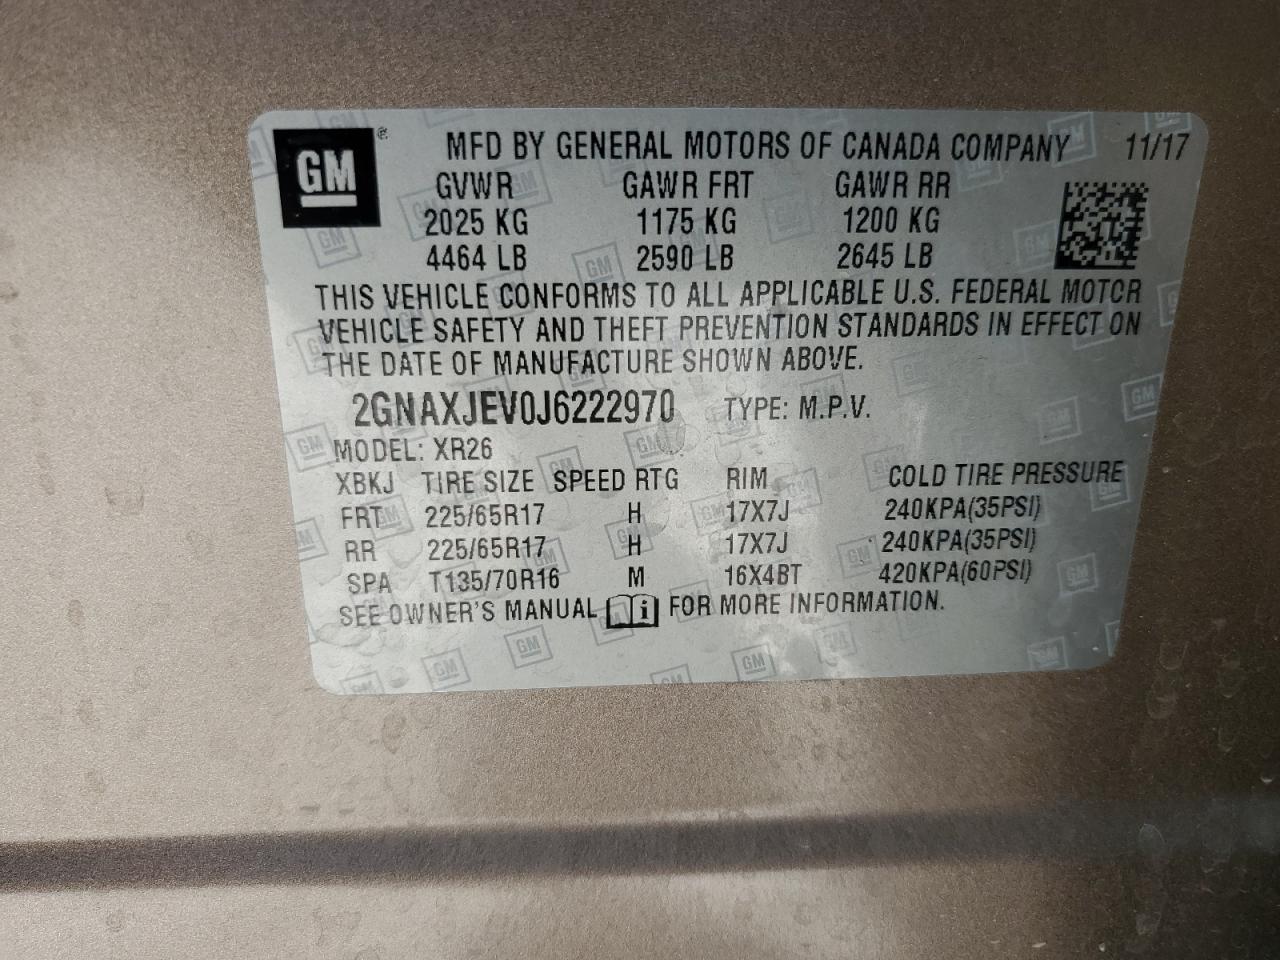 GM ® MFD BY GENERAL MOTORS OF CANADA COMPANY 11/17
GVWR GAWR FRT GAWR RR
2025 KG 1175 KG 1200 KG
4464 LB 2590 LB 2645 LB
THIS VEHICLE CONFORMS TO ALL APPLICABLE U.S. FEDERAL MOTOR
VEHICLE SAFETY AND THEFT PREVENTION STANDARDS IN EFFECT ON
THE DATE OF MANUFACTURE SHOWN ABOVE.
2GNAXJEV0J6222970 TYPE: M.P.V.
MODEL: XR26
XBKJ TIRE SIZE SPEED RTG RIM COLD TIRE PRESSURE
FRT 225/65R17 H 17X7J 240KPA(35PSI)
RR 225/65R17 H 17X7J 240KPA(35PSI)
SPA T135/70R16 M 16X4BT 420KPA(60PSI)
SEE OWNER'S MANUAL i FOR MORE INFORMATION.